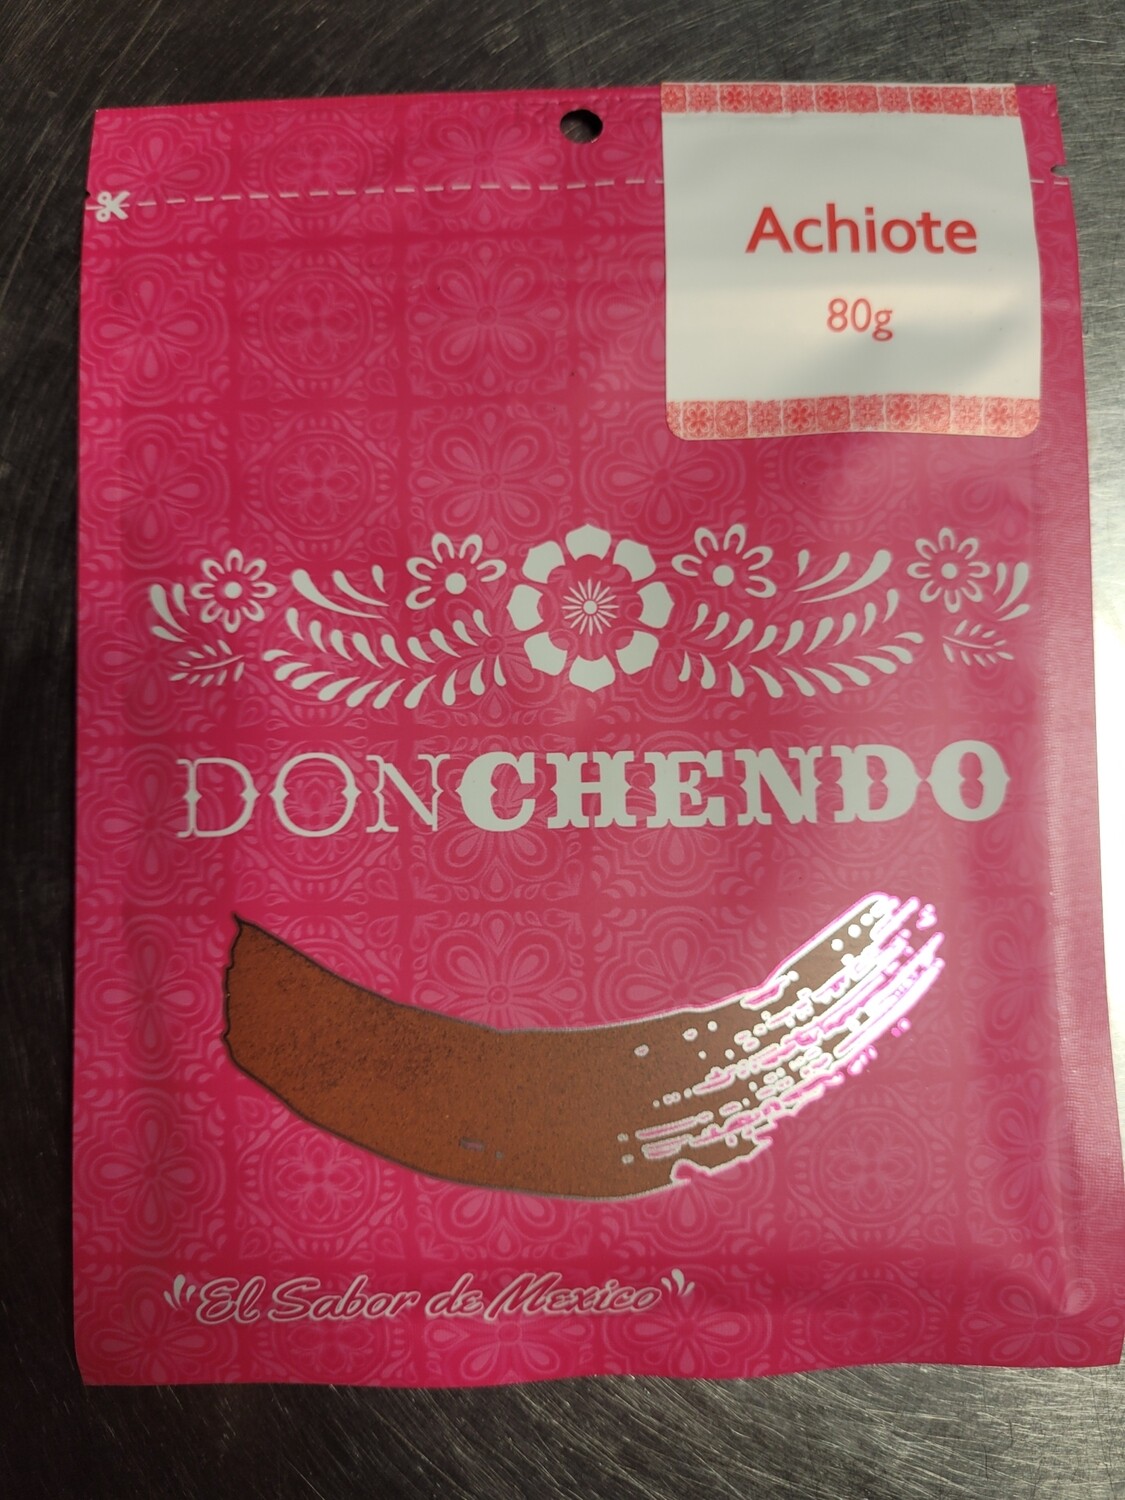 Achiote
80g
DONCHENDO
"El Sabor de Mexico"